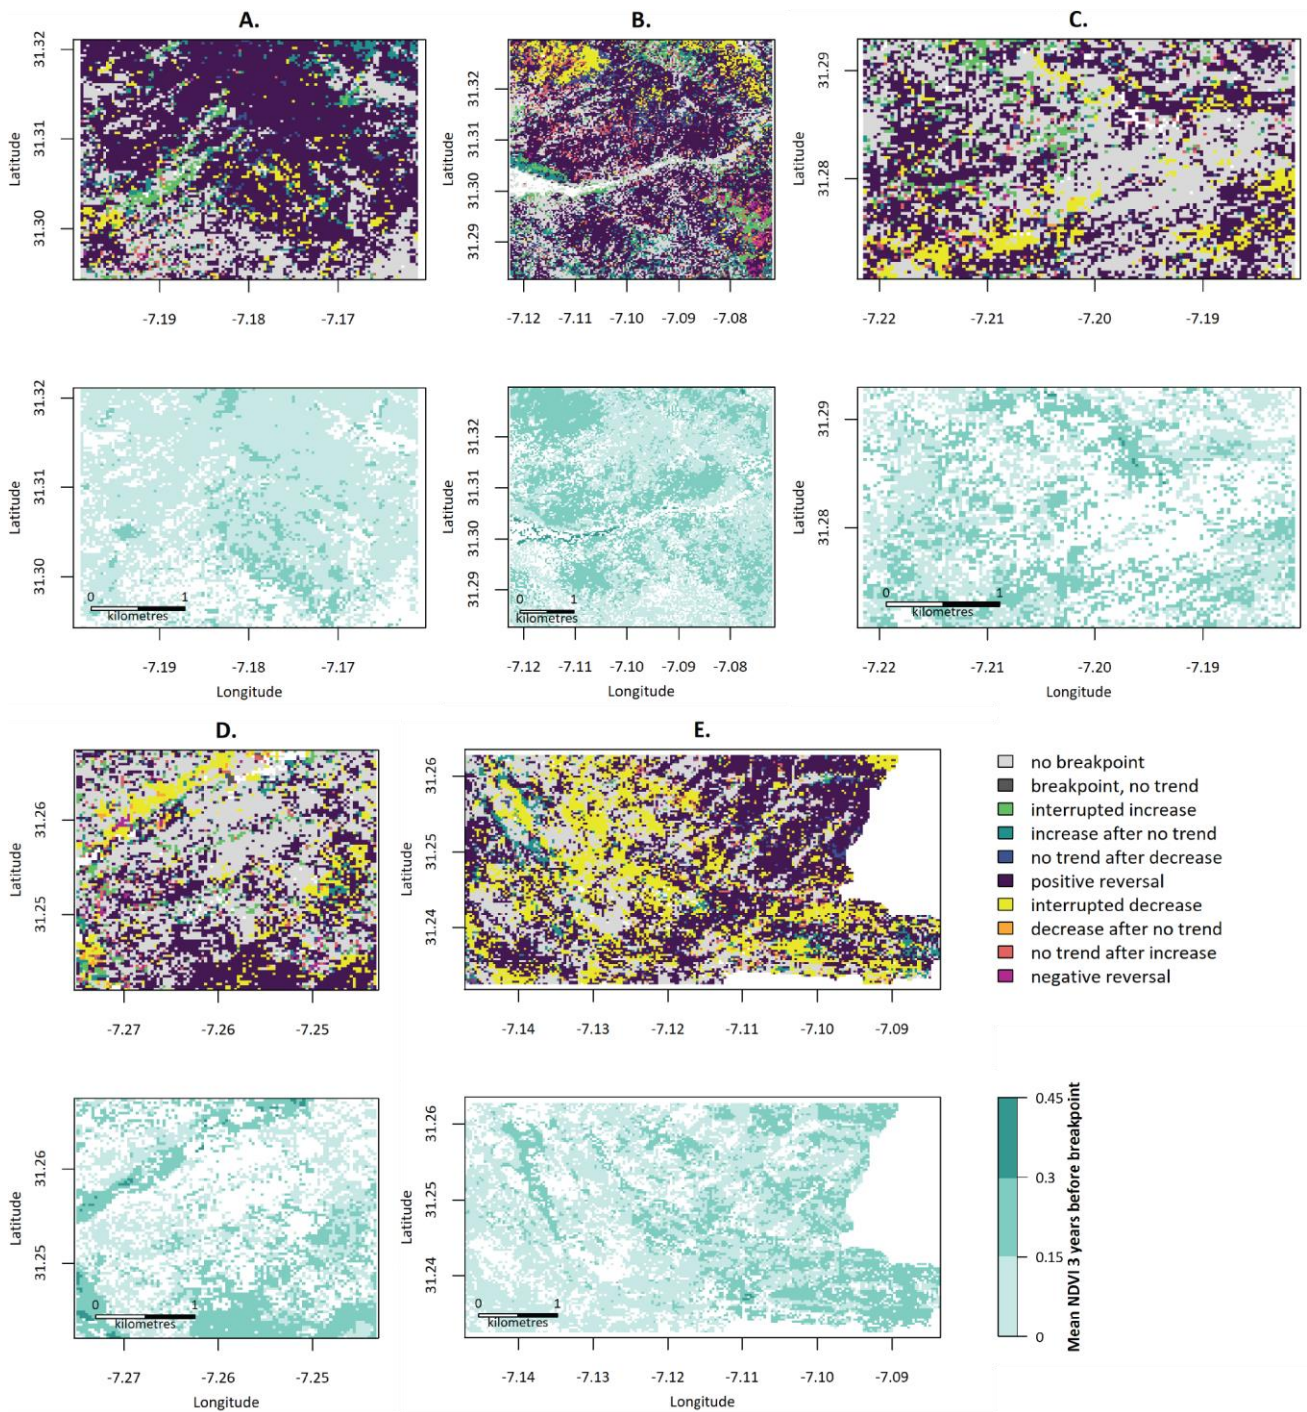 A.
B.
C.
Latitude
31.32
31.31
31.30
-7.19
-7.18
-7.17
Latitude
31.32
31.31
31.30
31.29
-7.12
-7.11
-7.10
-7.09
-7.08
Latitude
31.29
31.28
-7.22
-7.21
-7.20
-7.19
Latitude
31.32
31.31
31.30
0 1
kilometres
-7.19
-7.18
-7.17
Longitude
Latitude
31.32
31.31
31.30
31.29
0 1
kilometres
-7.12
-7.11
-7.10
-7.09
-7.08
Longitude
Latitude
31.29
31.28
0 1
kilometres
-7.22
-7.21
-7.20
-7.19
Longitude
D.
E.
Latitude
31.26
31.25
-7.27
-7.26
-7.25
Latitude
31.26
31.25
31.24
-7.14
-7.13
-7.12
-7.11
-7.10
-7.09
no breakpoint
breakpoint, no trend
interrupted increase
increase after no trend
no trend after decrease
positive reversal
interrupted decrease
decrease after no trend
no trend after increase
negative reversal
Latitude
31.26
31.25
0 1
kilometres
-7.27
-7.26
-7.25
Longitude
Latitude
31.26
31.25
31.24
0 1
kilometres
-7.14
-7.13
-7.12
-7.11
-7.10
-7.09
Longitude
0.45
0.3
0.15
0
Mean NDVI 3 years before breakpoint